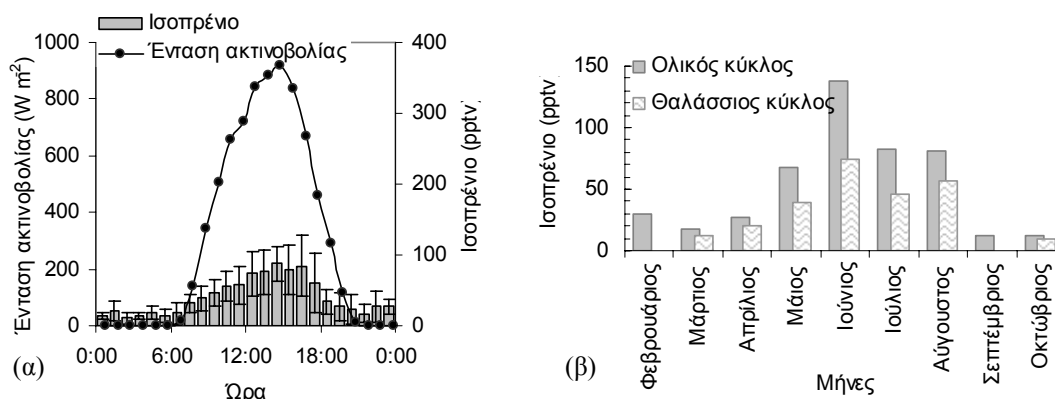 Ισοπρένιο
Ένταση ακτινοβολίας
Ένταση ακτινοβολίας (W m²)
1000
800
600
400
200
0
400
300
200
100
0
Ισοπρένιο (pptv)
0:00 6:00 12:00 18:00 0:00
Ώρα
(α)
Ολικός κύκλος
Θαλάσσιος κύκλος
Ισοπρένιο (pptv)
150
100
50
0
Φεβρουάριος
Μάρτιος
Απρίλιος
Μάιος
Ιούνιος
Ιούλιος
Αύγουστος
Σεπτέμβριος
Οκτώβριος
Μήνες
(β)